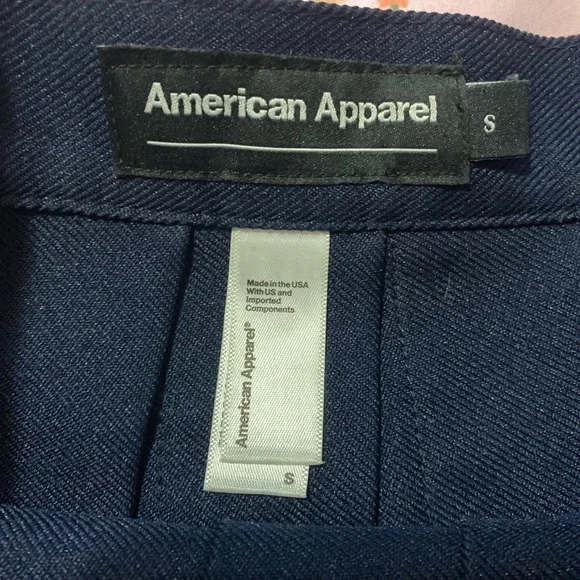 American Apparel
S
Made in the USA
With US and
Imported
Components
American Apparel®
S